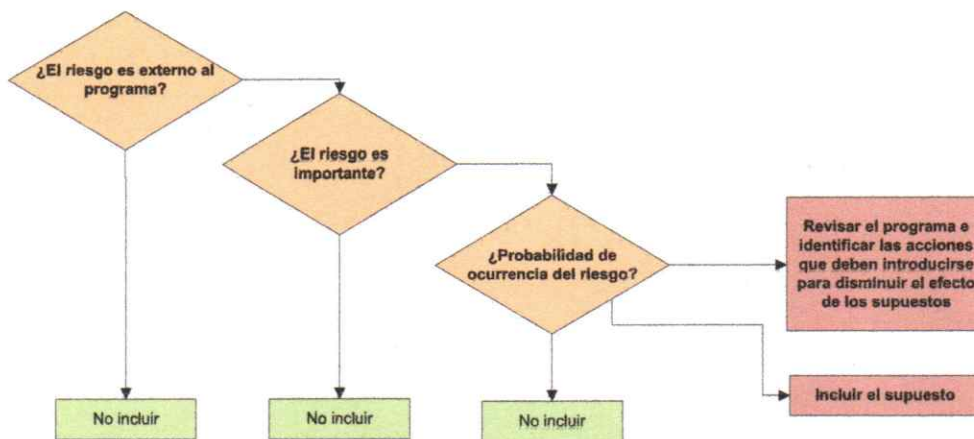 ¿El riesgo es externo al
programa?
¿El riesgo es
importante?
¿Probabilidad de
ocurrencia del riesgo?
Revisar el programa e
identificar las acciones
que deben introducirse
para disminuir el efecto
de los supuestos
Incluir el supuesto
No incluir
No incluir
No incluir